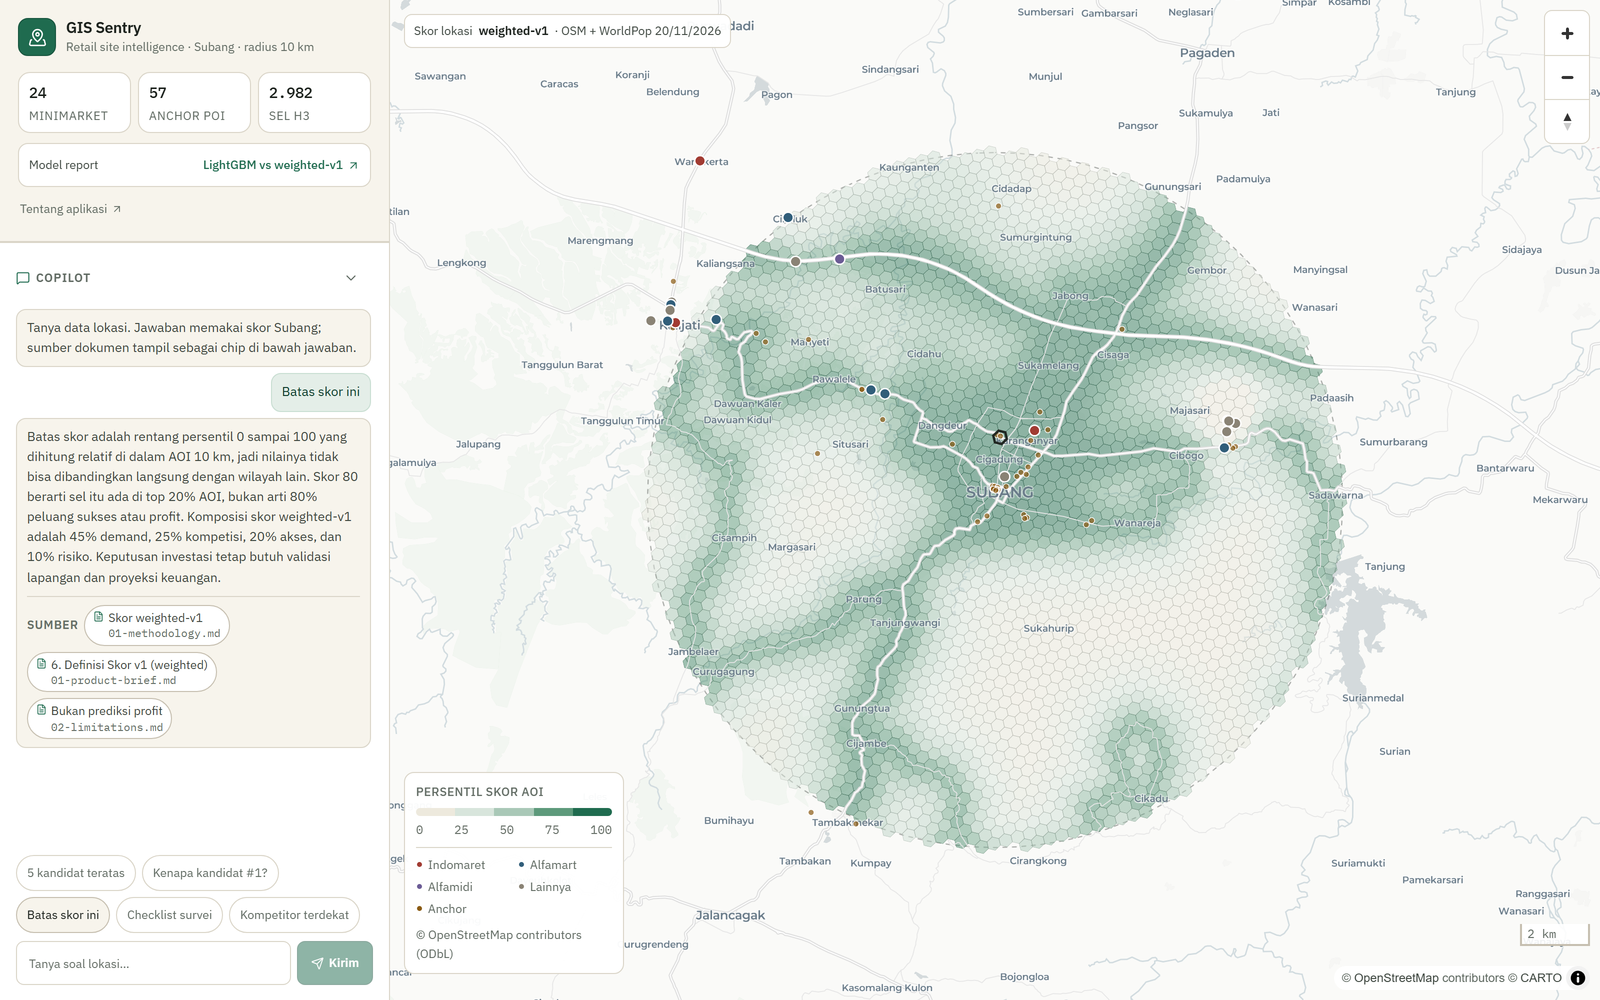 GIS Sentry
Retail site intelligence · Subang · radius 10 km
24
MINIMARKET
57
ANCHOR POI
2.982
SEL H3
Model report
LightGBM vs weighted-v1 ↗
Tentang aplikasi ↗
COPILOT
Tanya data lokasi. Jawaban memakai skor Subang;
sumber dokumen tampil sebagai chip di bawah jawaban.
Batas skor ini
Batas skor adalah rentang persentil 0 sampai 100 yang
dihitung relatif di dalam AOI 10 km, jadi nilainya tidak
bisa dibandingkan langsung dengan wilayah lain. Skor 80
berarti sel itu ada di top 20% AOI, bukan arti 80%
peluang sukses atau profit. Komposisi skor weighted-v1
adalah 45% demand, 25% kompetisi, 20% akses, dan
10% risiko. Keputusan investasi tetap butuh validasi
lapangan dan proyeksi keuangan.
SUMBER
Skor weighted-v1
01-methodology.md
6. Definisi Skor v1 (weighted)
01-product-brief.md
Bukan prediksi profit
02-limitations.md
5 kandidat teratas
Kenapa kandidat #1?
Batas skor ini
Checklist survei
Kompetitor terdekat
Tanya soal lokasi...
Kirim
Skor lokasi weighted-v1 · OSM + WorldPop 20/11/2026
Sumbersari
Gambarsari
Neglasari
Simpar
Kosambi
Pagaden
Sawangan
Caracas
Koranji
Belendung
Pagon
Sindangsari
Munjul
Tanjung
Sukamulya
Jati
Pangsor
Kaunganten
Cidadap
Gunungsari
Padamulya
Marengmang
Sumurgintung
Lengkong
Kaliangsana
Gembor
Manyingsal
Sidajaya
Dusun Ja
Batusari
Jabong
Wanasari
Manyeti
Cidahu
Cisaga
Sukamelang
Tanggulun Barat
Rawalele
Dawuan Kaler
Dawuan Kidul
Tanggulun Timur
Dangdeur
Majasari
Padaasih
Jalupang
Situsari
Cigadung
Cibogo
Sumurbarang
Bantarwaru
Mekarwaru
galamulya
SUBANG
Sadawarna
Wanareja
Cisampih
Margasari
Tanjung
Parung
Tanjungwangi
Sukahurip
Jambelaer
Curugagung
Surianmedal
Gunungtua
Cijambe
Surian
Cikadu
Bumihayu
Tambakan
Kumpay
Cirangkong
Suriamukti
Pamekarsari
Ranggasari
Wanasari
Jalancagak
Bojongloa
Kasomalang Kulon
PERSENTIL SKOR AOI
0 25 50 75 100
Indomaret
Alfamart
Alfamidi
Lainnya
Anchor
© OpenStreetMap contributors
(ODbL)
2 km
© OpenStreetMap contributors © CARTO